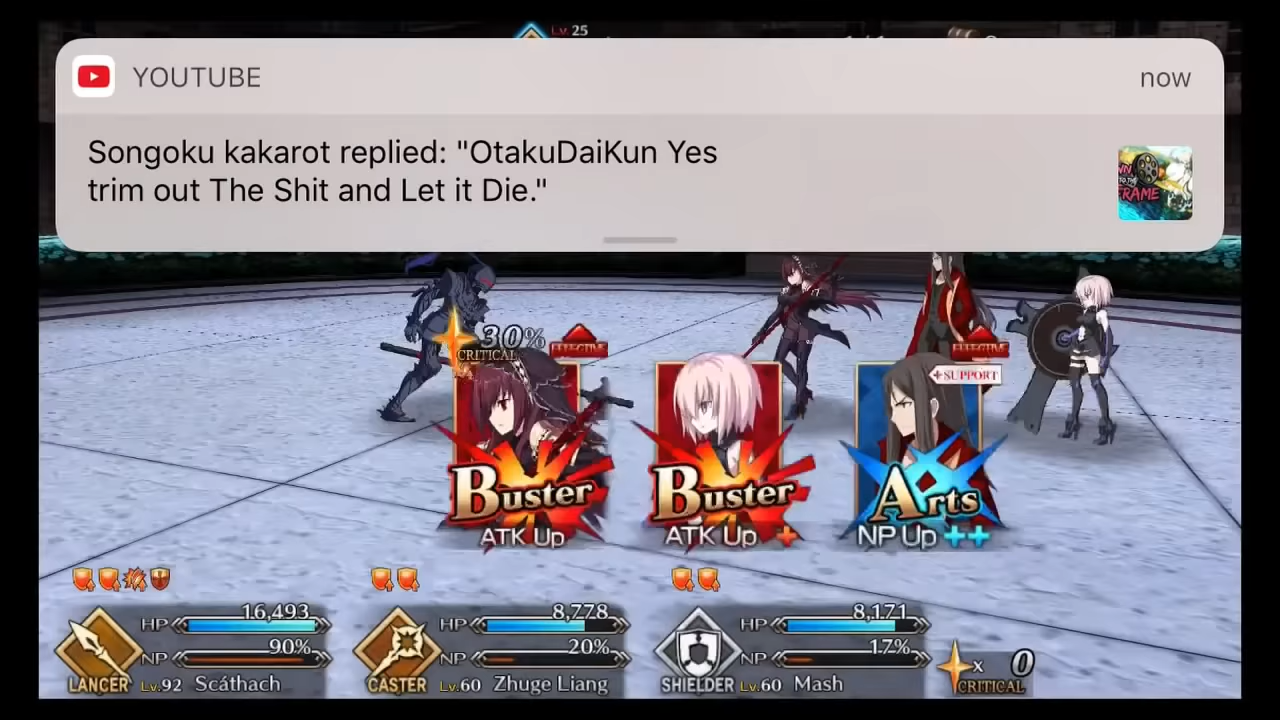 Lv. 25
YOUTUBE
now
Songoku kakarot replied: "OtakuDaiKun Yes
trim out The Shit and Let it Die."
FRAME
30%
CRITICAL
EFFECTIVE
EFFECTIVE
+SUPPORT
Buster
Buster
Arts
ATK Up
ATK Up +
NP Up ++
HP 16,493
HP 8,778
HP 8,171
NP 90%
NP 20%
NP 17%
x 0
LANCER Lv.92 Scáthach
CASTER Lv.60 Zhuge Liang
SHIELDER Lv.60 Mash
CRITICAL